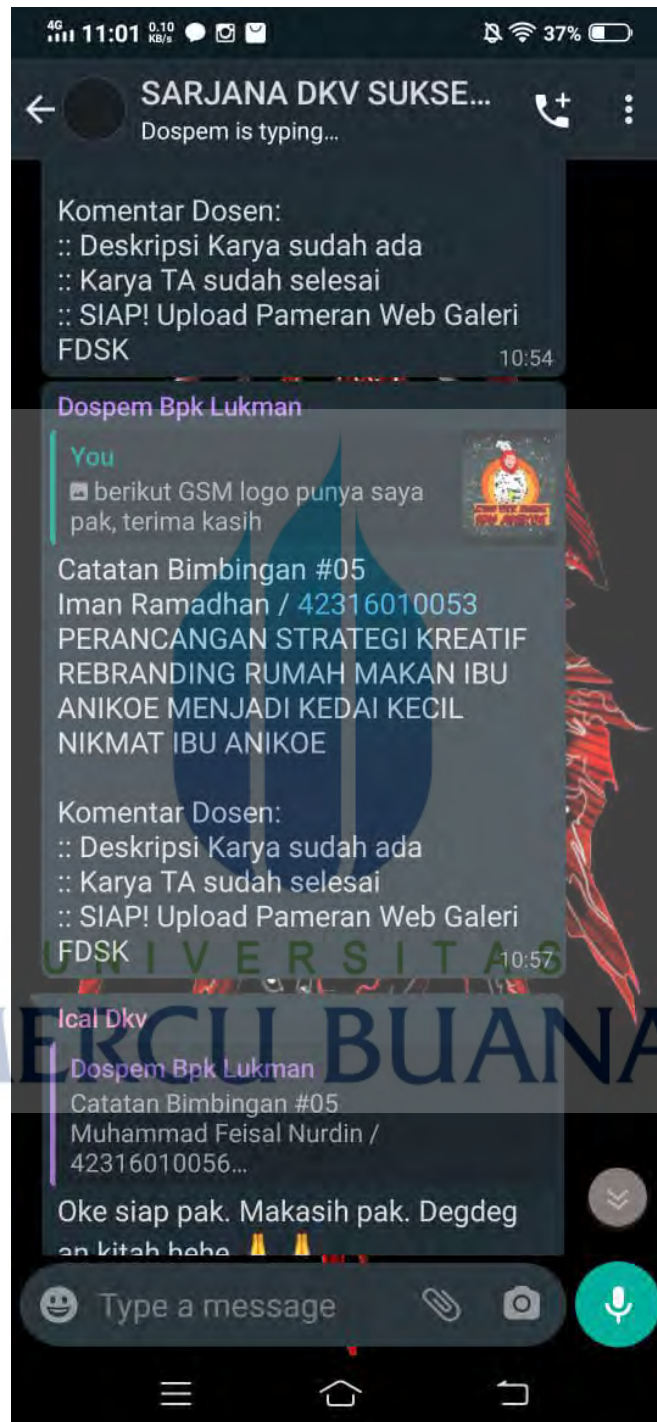 4G 11:01 0.10 KB/s 37%
SARJANA DKV SUKSE...
Dospem is typing...
Komentar Dosen:
:: Deskripsi Karya sudah ada
:: Karya TA sudah selesai
:: SIAP! Upload Pameran Web Galeri
FDSK 10:54
Dospem Bpk Lukman
You
berikut GSM logo punya saya
pak, terima kasih
Catatan Bimbingan #05
Iman Ramadhan / 42316010053
PERANCANGAN STRATEGI KREATIF
REBRANDING RUMAH MAKAN IBU
ANIKOE MENJADI KEDAI KECIL
NIKMAT IBU ANIKOE
Komentar Dosen:
:: Deskripsi Karya sudah ada
:: Karya TA sudah selesai
:: SIAP! Upload Pameran Web Galeri
FDSK 10:57
UNIVERSITAS
MERCU BUANA
Ical Dkv
Dospem Bpk Lukman
Catatan Bimbingan #05
Muhammad Feisal Nurdin /
42316010056...
Oke siap pak. Makasih pak. Degdeg
an kitah hehe 🙏🙏
Type a message